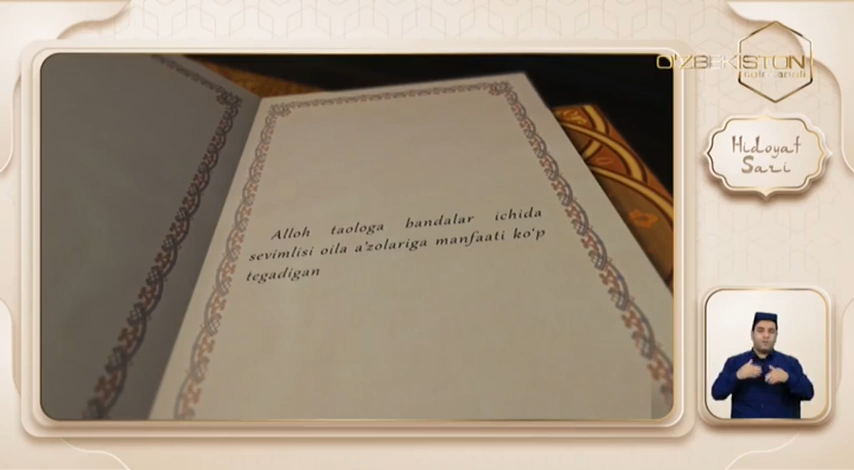 O'ZBEKISTON
Hidoyat
Sari
Alloh taologa bandalar ichida
sevimlisi oila a'zolariga manfaati ko'p
tegadigan